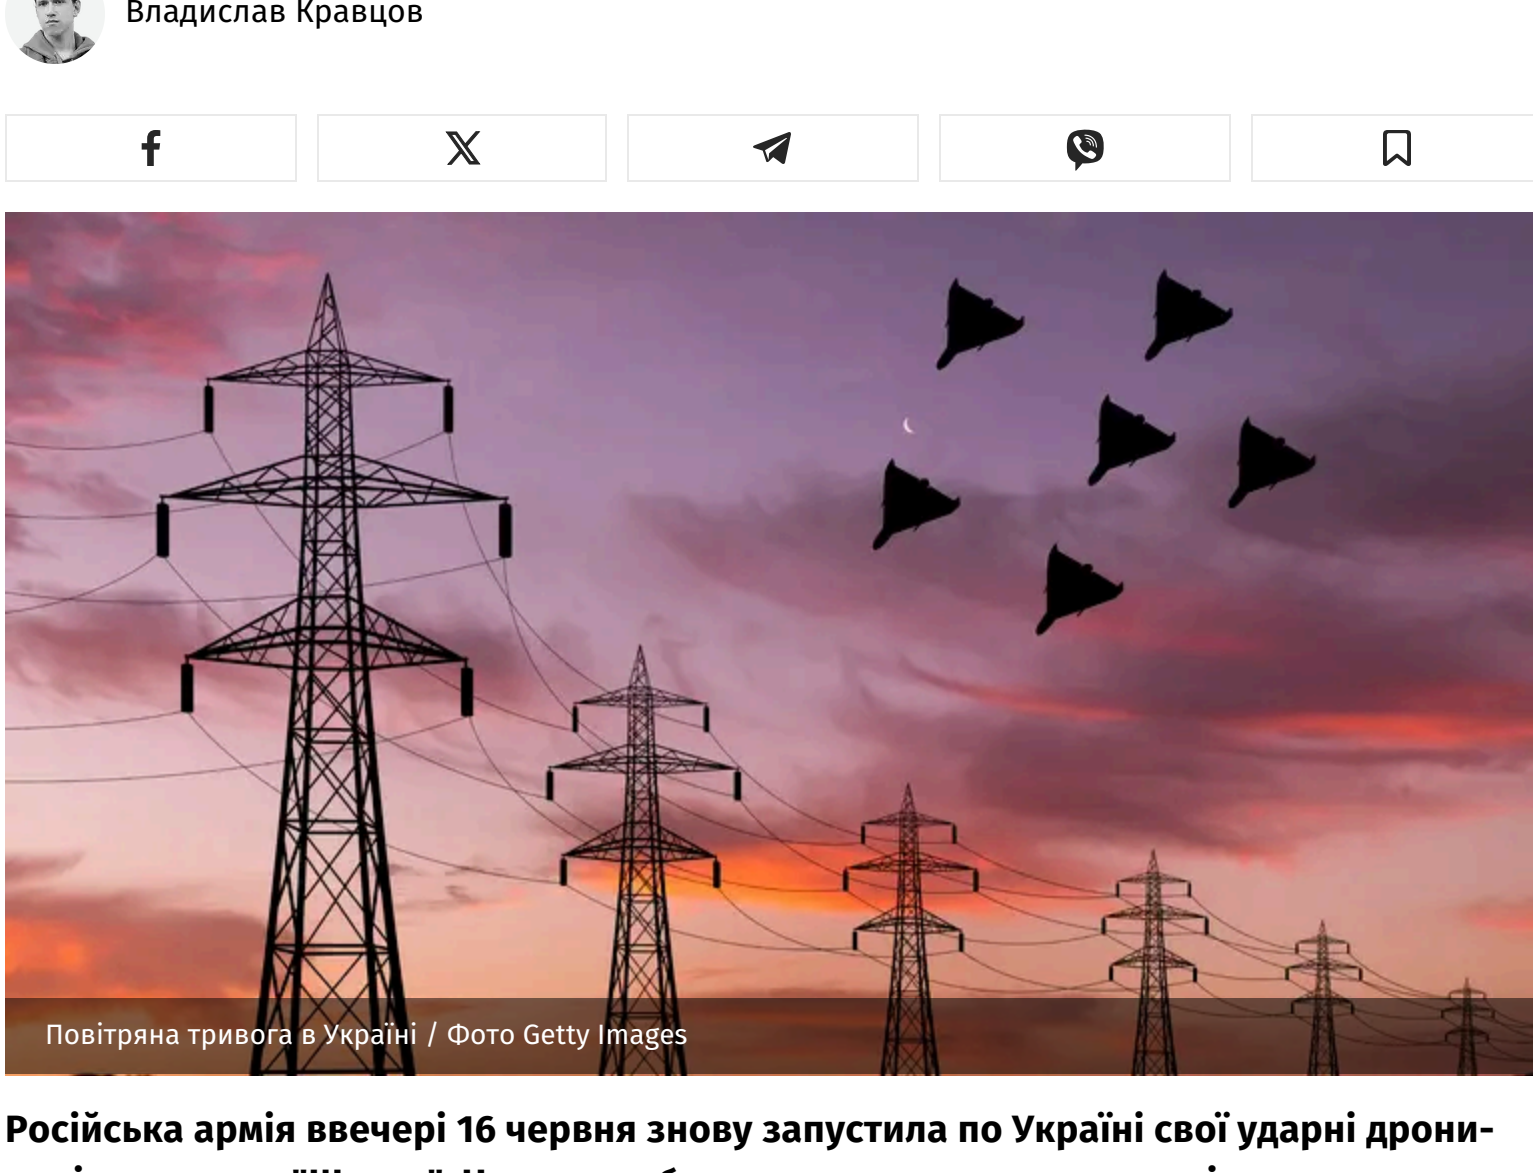 Владислав Кравцов
Повітряна тривога в Україні / Фото Getty Images
Російська армія ввечері 16 червня знову запустила по Україні свої ударні дрони-